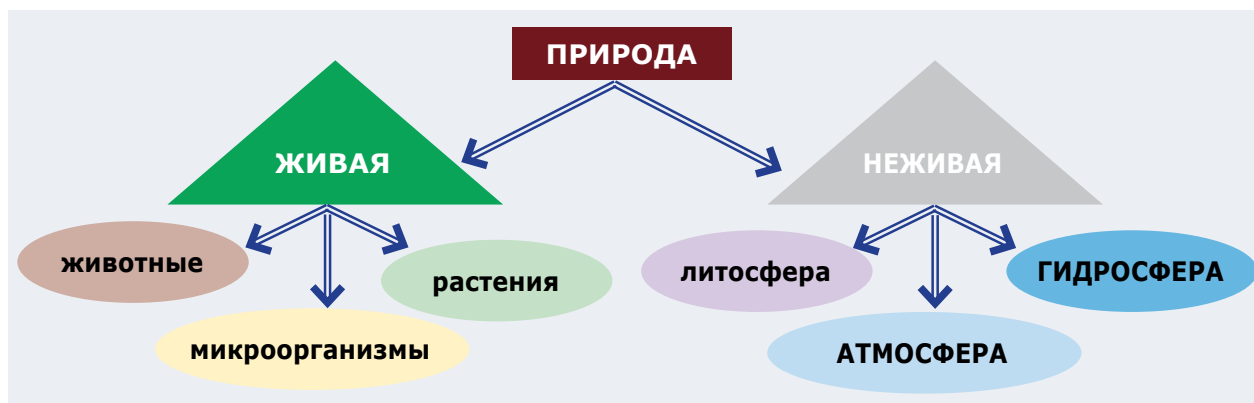 ПРИРОДА
ЖИВАЯ
НЕЖИВАЯ
животные
растения
микроорганизмы
литосфера
ГИДРОСФЕРА
АТМОСФЕРА